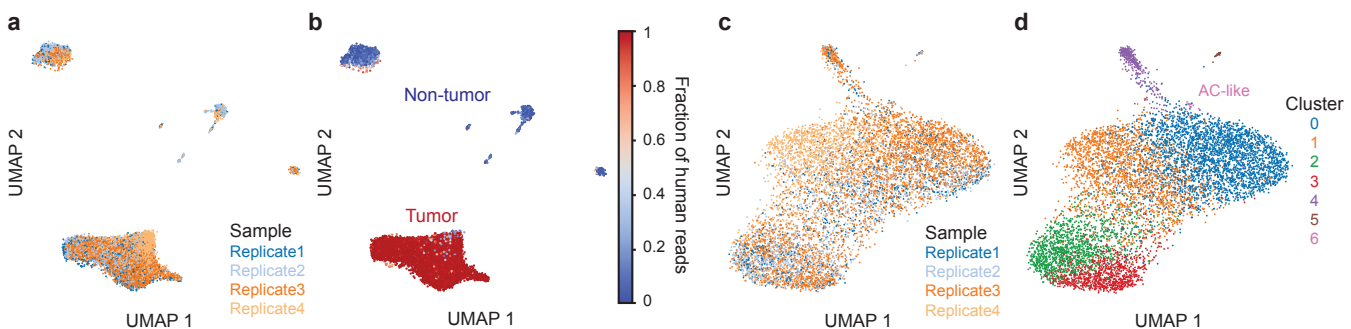 a
UMAP 2
UMAP 1
Sample
Replicate1
Replicate2
Replicate3
Replicate4
b
Non-tumor
Tumor
UMAP 1
1
0.8
0.6
0.4
0.2
0
Fraction of human reads
c
UMAP 2
UMAP 1
Sample
Replicate1
Replicate2
Replicate3
Replicate4
d
AC-like
UMAP 2
UMAP 1
Cluster
0
1
2
3
4
5
6